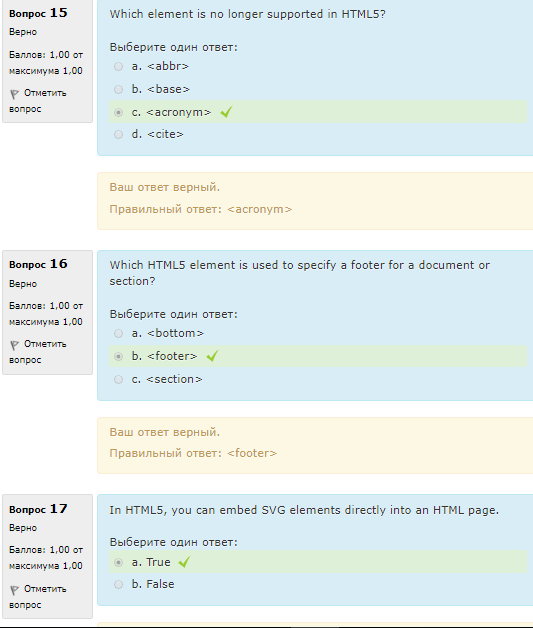 Вопрос 15
Верно
Баллов: 1,00 от
максимума 1,00
Отметить
вопрос
Which element is no longer supported in HTML5?
Выберите один ответ:
a. <abbr>
b. <base>
c. <acronym>
d. <cite>
Ваш ответ верный.
Правильный ответ: <acronym>
Вопрос 16
Верно
Баллов: 1,00 от
максимума 1,00
Отметить
вопрос
Which HTML5 element is used to specify a footer for a document or
section?
Выберите один ответ:
a. <bottom>
b. <footer>
c. <section>
Ваш ответ верный.
Правильный ответ: <footer>
Вопрос 17
Верно
Баллов: 1,00 от
максимума 1,00
Отметить
вопрос
In HTML5, you can embed SVG elements directly into an HTML page.
Выберите один ответ:
a. True
b. False